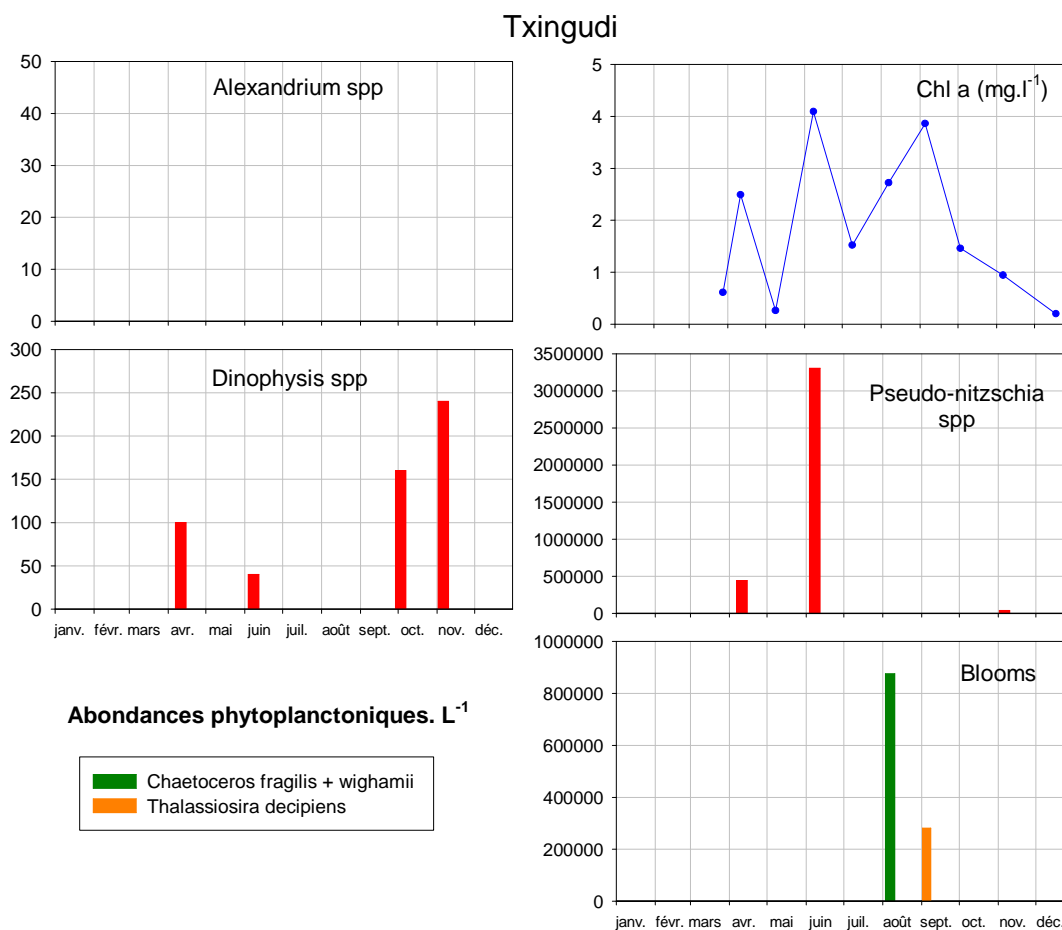 Txingudi
50
40
30
20
10
0
Alexandrium spp
5
4
3
2
1
0
Chl a (mg.l-1)
300
250
200
150
100
50
0
Dinophysis spp
janv. févr. mars avr. mai juin juil. août sept. oct. nov. déc.
3500000
3000000
2500000
2000000
1500000
1000000
500000
0
Pseudo-nitzschia
spp
Abondances phytoplanctoniques. L-1
Chaetoceros fragilis + wighamii
Thalassiosira decipiens
1000000
800000
600000
400000
200000
0
Blooms
janv. févr. mars avr. mai juin juil. août sept. oct. nov. déc.